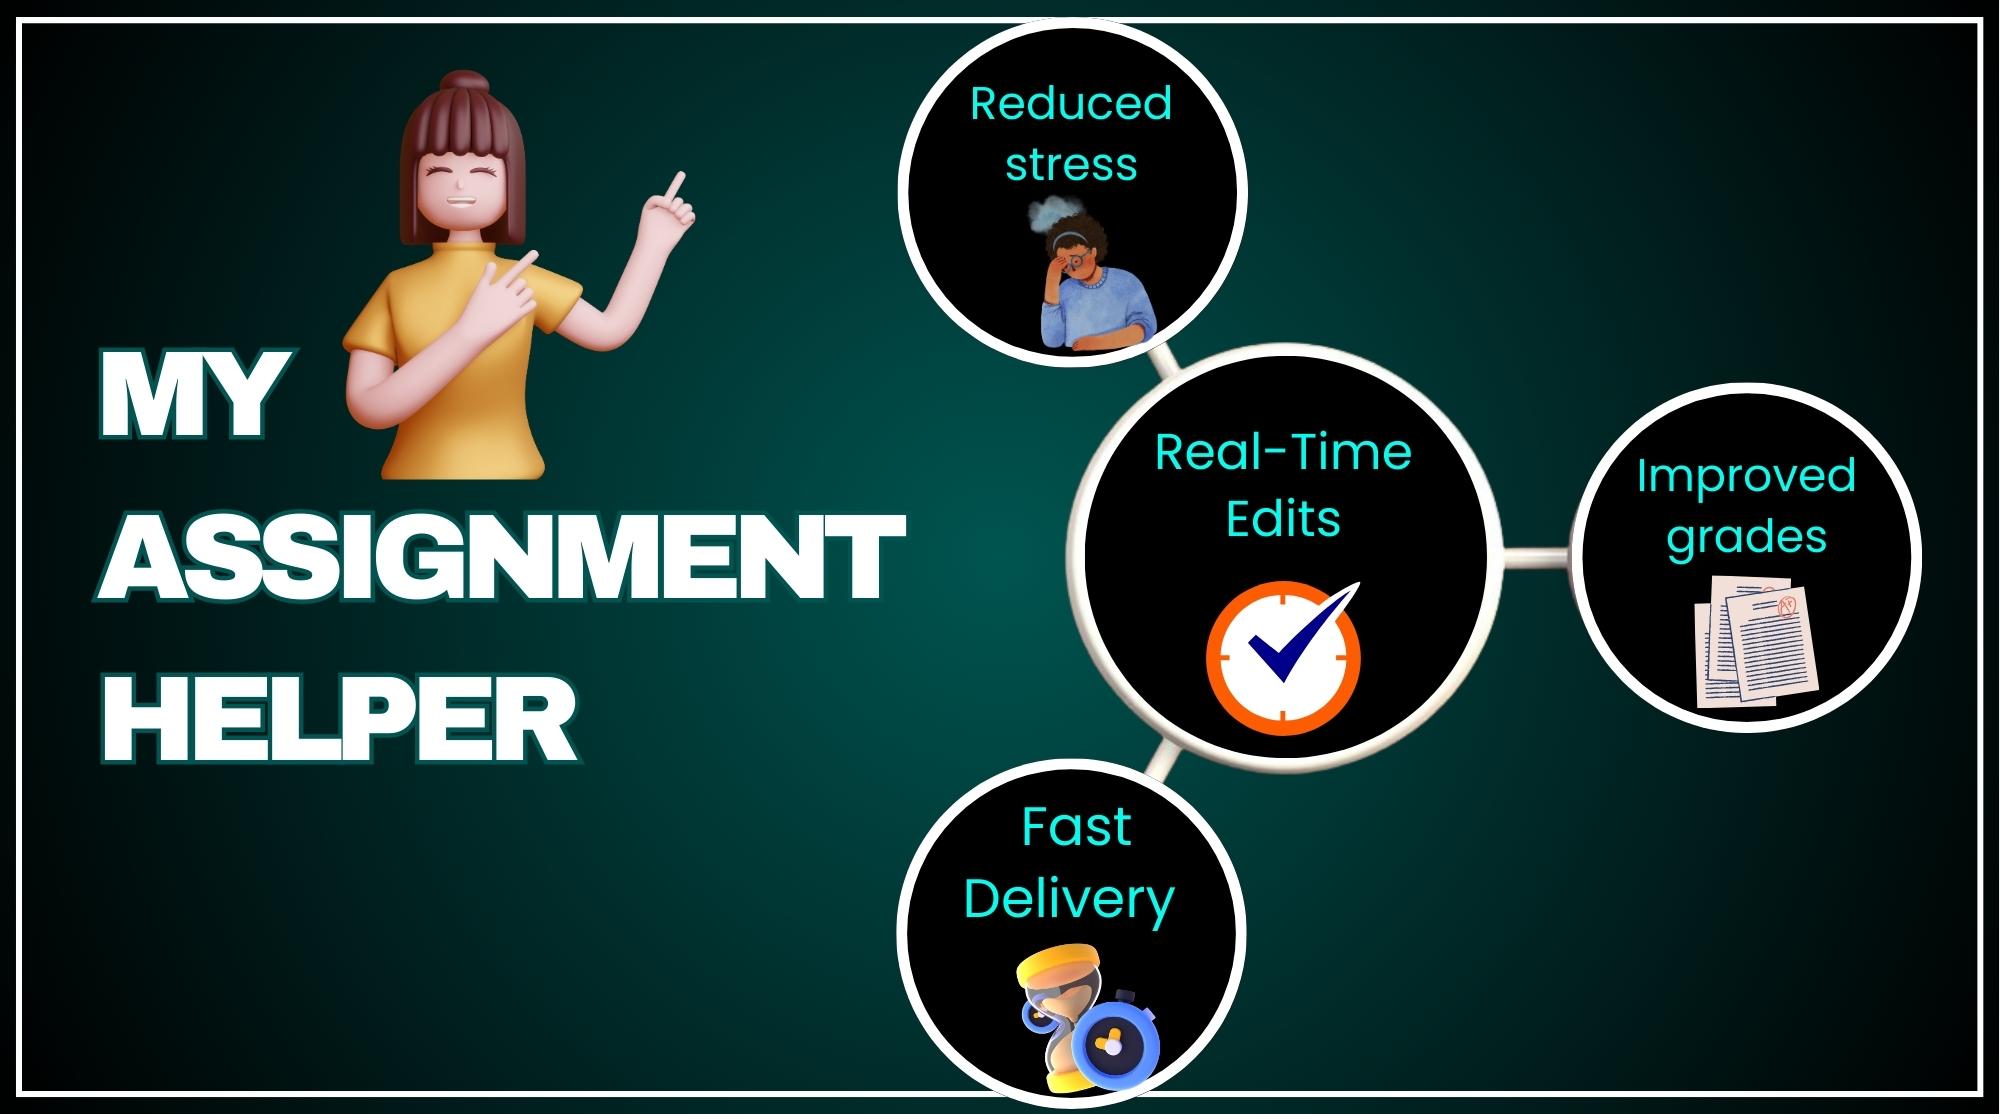 MY
ASSIGNMENT
HELPER
Reduced
stress
Real-Time
Edits
Improved
grades
A+
Fast
Delivery